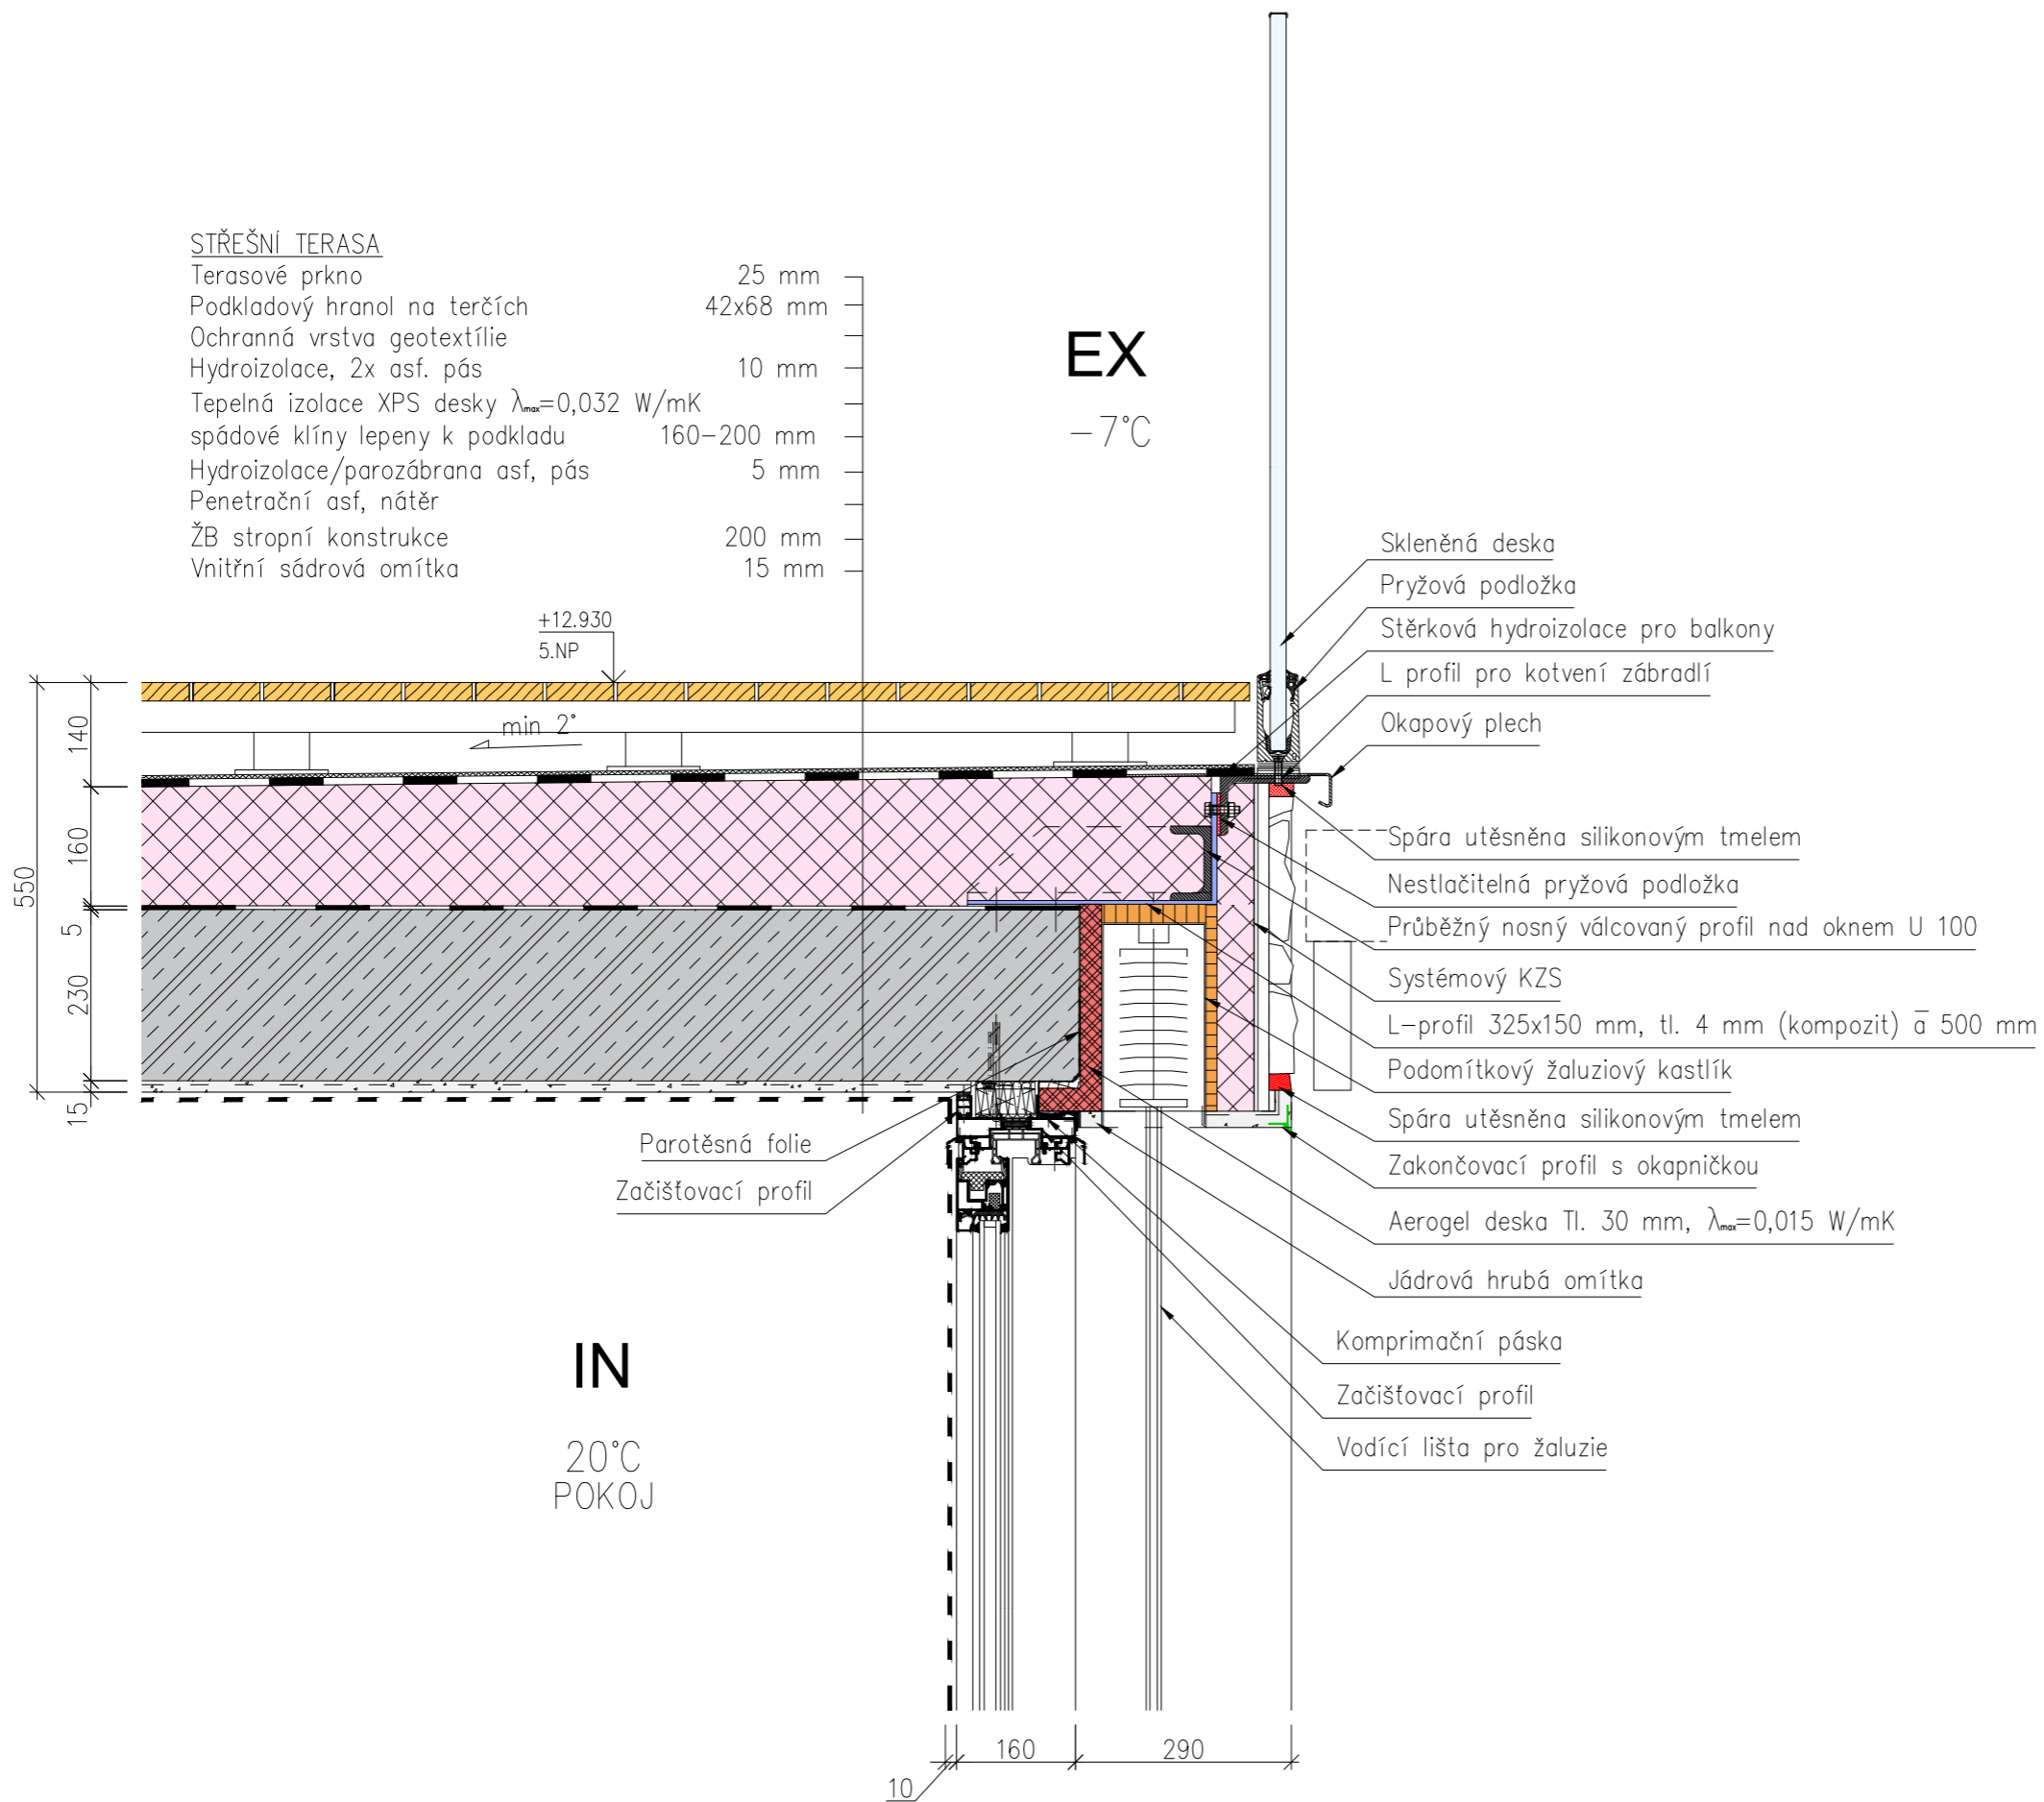 STŘEŠNÍ TERASA
Terasové prkno 25 mm
Podkladový hranol na terčích 42x68 mm
Ochranná vrstva geotextílie
Hydroizolace, 2x asf. pás 10 mm
Tepelná izolace XPS desky λmax=0,032 W/mK
spádové klíny lepeny k podkladu 160-200 mm
Hydroizolace/parozábrana asf, pás 5 mm
Penetrační asf, nátěr
ŽB stropní konstrukce 200 mm
Vnitřní sádrová omítka 15 mm
EX
-7°C
+12.930
5.NP
min 2°
550
140
160
5
230
15
Skleněná deska
Pryžová podložka
Stěrková hydroizolace pro balkony
L profil pro kotvení zábradlí
Okapový plech
Spára utěsněna silikonovým tmelem
Nestlačitelná pryžová podložka
Průběžný nosný válcovaný profil nad oknem U 100
Systémový KZS
L-profil 325x150 mm, tl. 4 mm (kompozit) ā 500 mm
Podomítkový žaluziový kastlík
Spára utěsněna silikonovým tmelem
Zakončovací profil s okapničkou
Aerogel deska Tl. 30 mm, λmax=0,015 W/mK
Jádrová hrubá omítka
Komprimační páska
Začišťovací profil
Vodící lišta pro žaluzie
Parotěsná folie
Začišťovací profil
IN
20°C
POKOJ
160
290
10